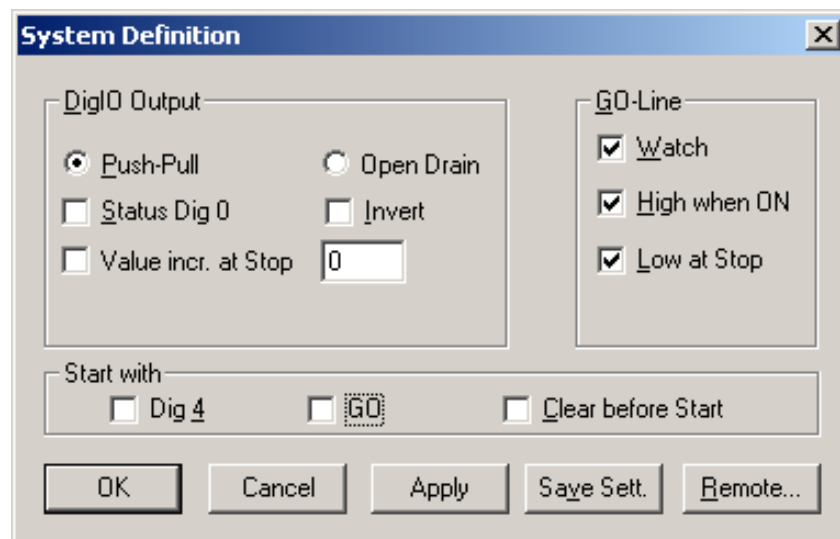 System Definition
DigIO Output
Push-Pull
Open Drain
Status Dig 0
Invert
Value incr. at Stop
0
GO-Line
Watch
High when ON
Low at Stop
Start with
Dig 4
GO
Clear before Start
OK
Cancel
Apply
Save Sett.
Remote...